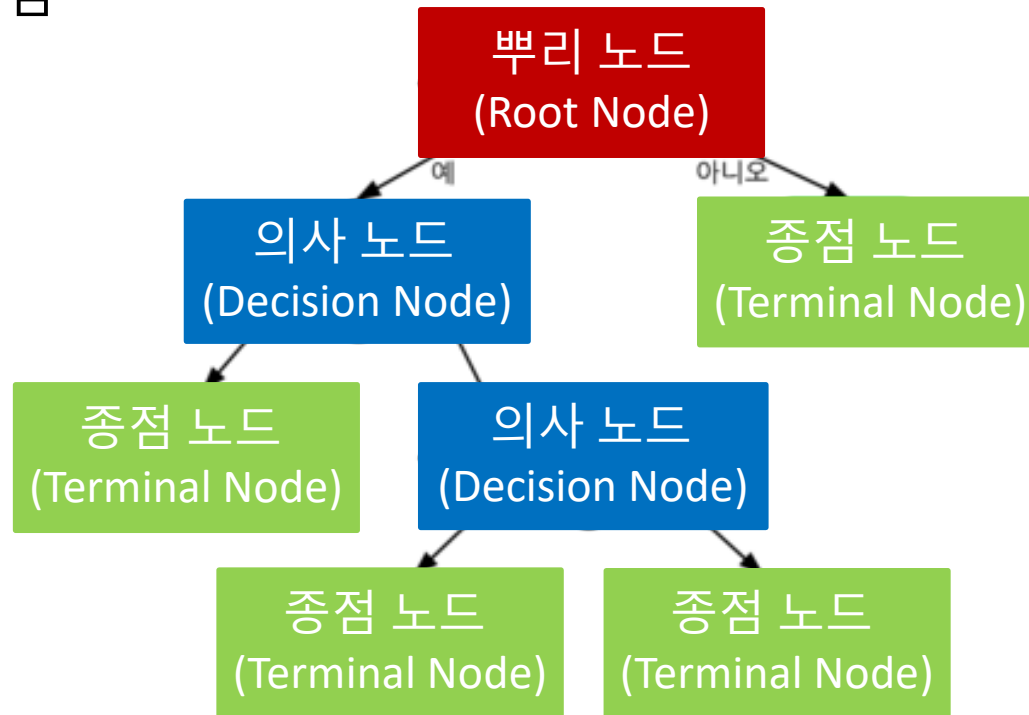 뿌리 노드
(Root Node)
예
아니오
의사 노드
(Decision Node)
종점 노드
(Terminal Node)
종점 노드
(Terminal Node)
의사 노드
(Decision Node)
종점 노드
(Terminal Node)
종점 노드
(Terminal Node)